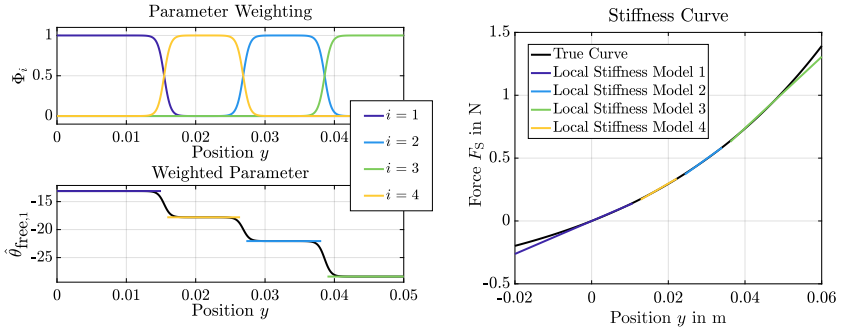 Parameter Weighting
Φᵢ
1
0.5
0
0 0.01 0.02 0.03 0.04
Position y
i = 1
i = 2
i = 3
i = 4
Weighted Parameter
θ̂free,1
-15
-20
-25
0 0.01 0.02 0.03 0.04 0.05
Position y
Stiffness Curve
Force F_S in N
1.5
1
0.5
0
-0.5
True Curve
Local Stiffness Model 1
Local Stiffness Model 2
Local Stiffness Model 3
Local Stiffness Model 4
-0.02 0 0.02 0.04 0.06
Position y in m